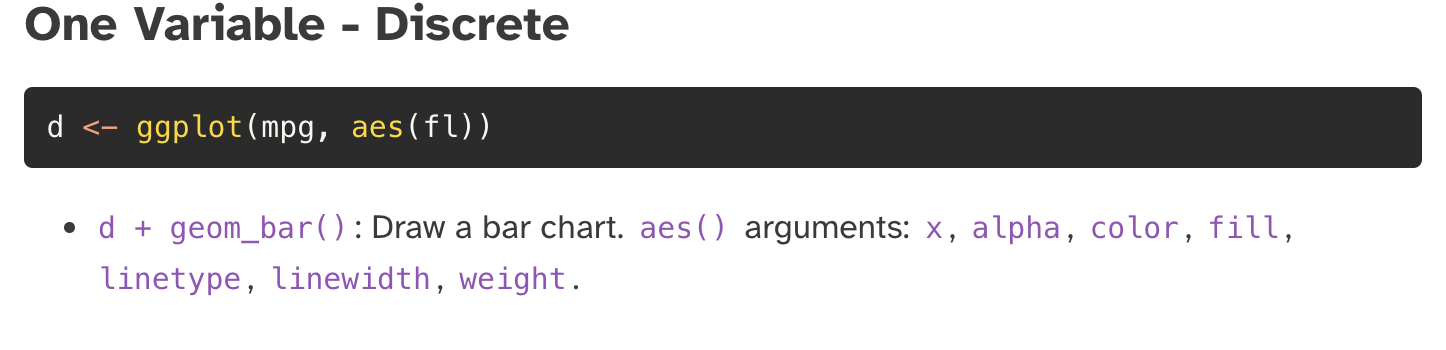 One Variable - Discrete
d <- ggplot(mpg, aes(fl))
• d + geom_bar(): Draw a bar chart. aes() arguments: x, alpha, color, fill,
linetype, linewidth, weight.